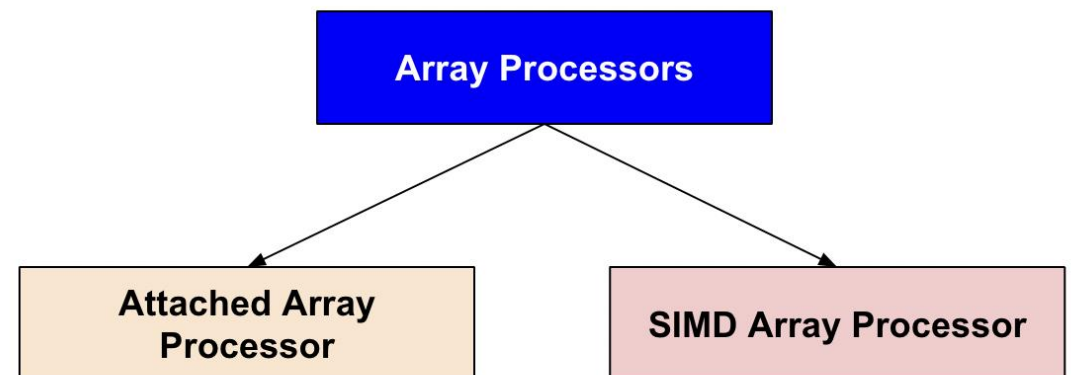 Array Processors
Attached Array
Processor
SIMD Array Processor